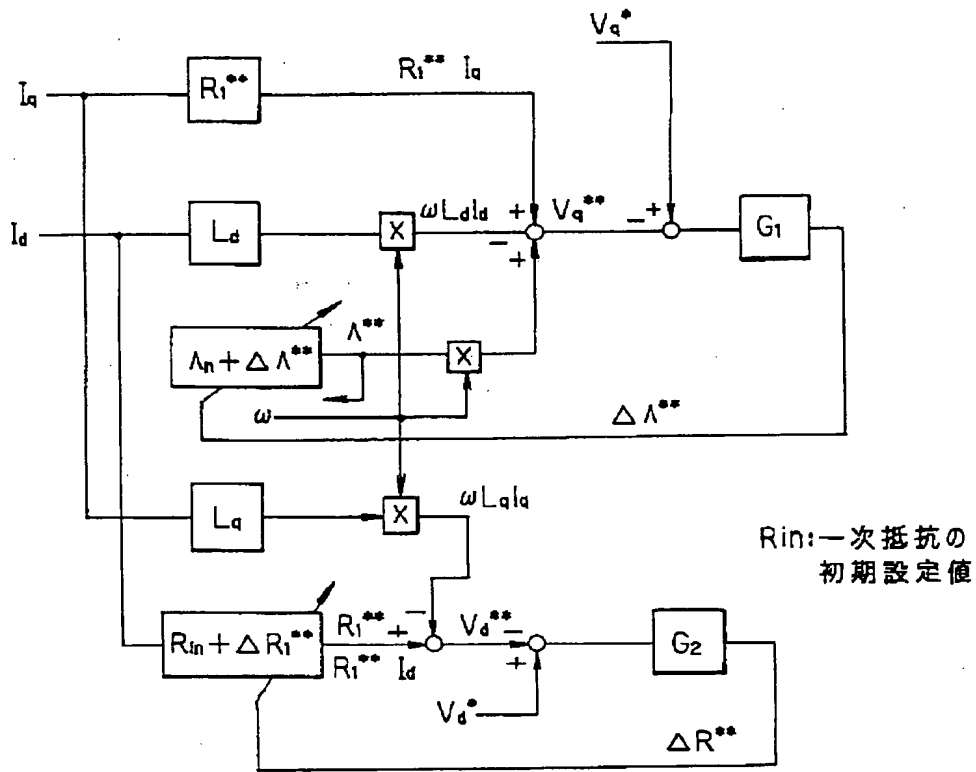 Vq*
Iq
R1**
R1** Iq
Id
Ld
X
ωLdId
+
−
+
Vq**
−
+
G1
Λn + ΔΛ**
Λ**
X
ω
ΔΛ**
Lq
X
ωLqIq
Rin:一次抵抗の
初期設定値
R1n + ΔR1**
R1**
+
−
R1** Id
Vd**
−
+
G2
Vd*
ΔR**